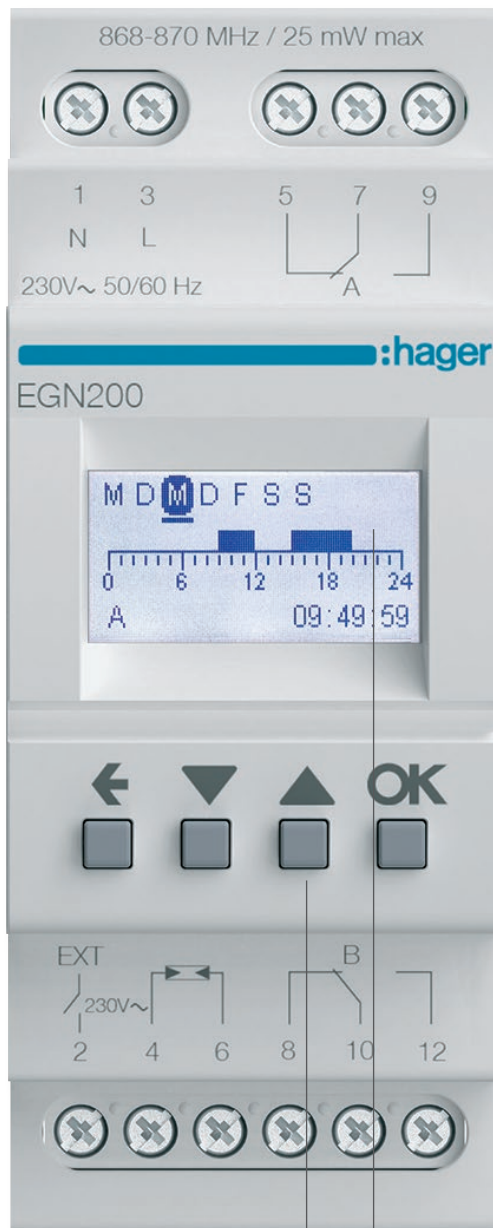 868-870 MHz / 25 mW max
1 3 5 7 9
N L
230V~ 50/60 Hz A
:hager
EGN200
M D M D F S S
0 6 12 18 24
A 09:49:59
OK
EXT B
230V~
2 4 6 8 10 12